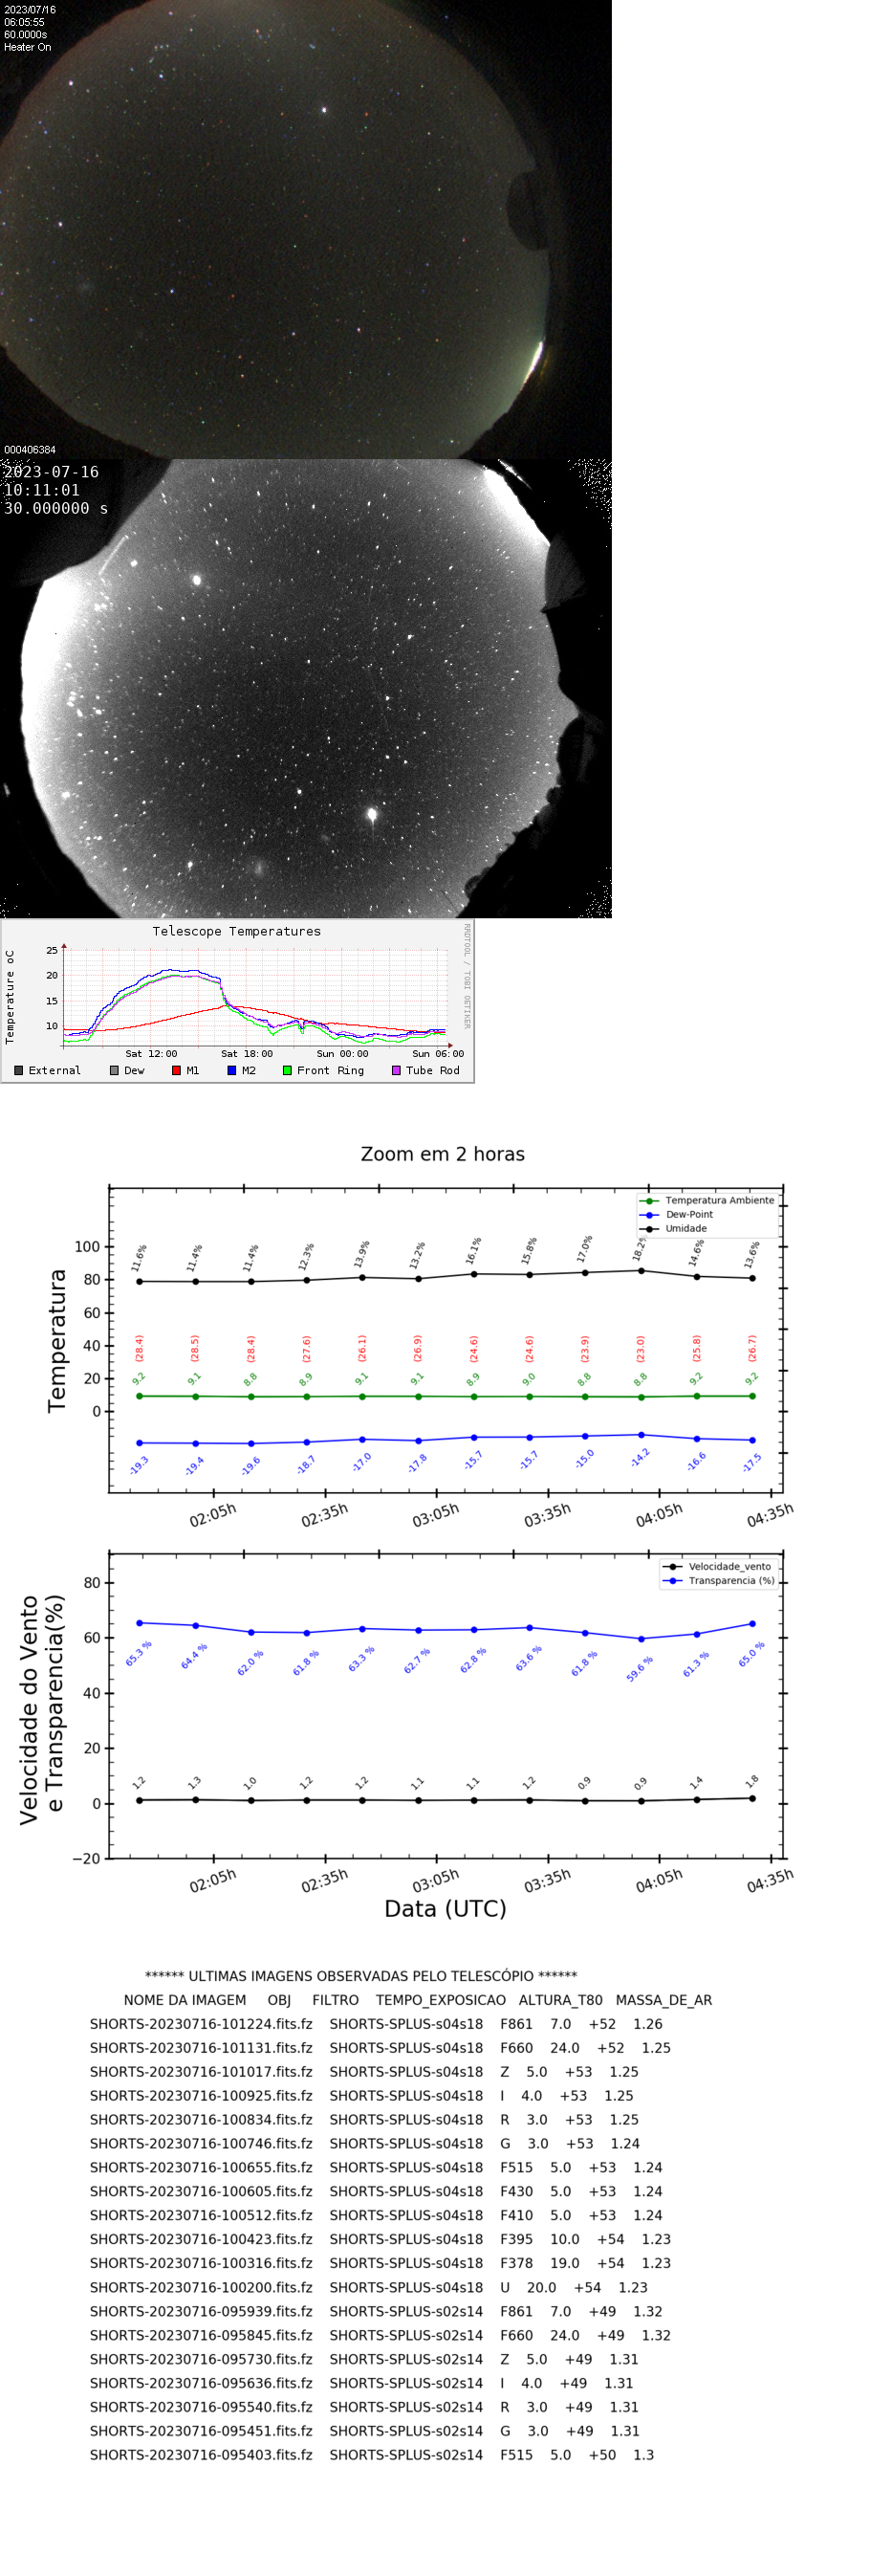 2023/07/16
06:05:55
60.0000s
Heater On
000406384
2023-07-16
10:11:01
30.000000 s
Telescope Temperatures
RRDTOOL / TOBI OETIKER
Temperature oC
25
20
15
10
Sat 12:00 Sat 18:00 Sun 00:00 Sun 06:00
External Dew M1 M2 Front Ring Tube Rod
Zoom em 2 horas
Temperatura Ambiente
Dew-Point
Umidade
Temperatura
100
80
60
40
20
0
11.6% 11.4% 11.4% 12.3% 13.9% 13.2% 16.1% 15.8% 17.0% 18.2% 14.6% 13.6%
(28.4) (28.5) (28.4) (27.6) (26.1) (26.9) (24.6) (24.6) (23.9) (23.0) (25.8) (26.7)
9.2 9.1 8.8 8.9 9.1 9.1 8.9 9.0 8.8 8.8 9.2 9.2
-19.3 -19.4 -19.6 -18.7 -17.0 -17.8 -15.7 -15.7 -15.0 -14.2 -16.6 -17.5
02:05h 02:35h 03:05h 03:35h 04:05h 04:35h
Velocidade_vento
Transparencia (%)
Velocidade do Vento
e Transparencia(%)
80
60
40
20
0
−20
65.3 % 64.4 % 62.0 % 61.8 % 63.3 % 62.7 % 62.8 % 63.6 % 61.8 % 59.6 % 61.3 % 65.0 %
1.2 1.3 1.0 1.2 1.2 1.1 1.1 1.2 0.9 0.9 1.4 1.8
02:05h 02:35h 03:05h 03:35h 04:05h 04:35h
Data (UTC)
****** ULTIMAS IMAGENS OBSERVADAS PELO TELESCÓPIO ******
NOME DA IMAGEM OBJ FILTRO TEMPO_EXPOSICAO ALTURA_T80 MASSA_DE_AR
SHORTS-20230716-101224.fits.fz SHORTS-SPLUS-s04s18 F861 7.0 +52 1.26
SHORTS-20230716-101131.fits.fz SHORTS-SPLUS-s04s18 F660 24.0 +52 1.25
SHORTS-20230716-101017.fits.fz SHORTS-SPLUS-s04s18 Z 5.0 +53 1.25
SHORTS-20230716-100925.fits.fz SHORTS-SPLUS-s04s18 I 4.0 +53 1.25
SHORTS-20230716-100834.fits.fz SHORTS-SPLUS-s04s18 R 3.0 +53 1.25
SHORTS-20230716-100746.fits.fz SHORTS-SPLUS-s04s18 G 3.0 +53 1.24
SHORTS-20230716-100655.fits.fz SHORTS-SPLUS-s04s18 F515 5.0 +53 1.24
SHORTS-20230716-100605.fits.fz SHORTS-SPLUS-s04s18 F430 5.0 +53 1.24
SHORTS-20230716-100512.fits.fz SHORTS-SPLUS-s04s18 F410 5.0 +53 1.24
SHORTS-20230716-100423.fits.fz SHORTS-SPLUS-s04s18 F395 10.0 +54 1.23
SHORTS-20230716-100316.fits.fz SHORTS-SPLUS-s04s18 F378 19.0 +54 1.23
SHORTS-20230716-100200.fits.fz SHORTS-SPLUS-s04s18 U 20.0 +54 1.23
SHORTS-20230716-095939.fits.fz SHORTS-SPLUS-s02s14 F861 7.0 +49 1.32
SHORTS-20230716-095845.fits.fz SHORTS-SPLUS-s02s14 F660 24.0 +49 1.32
SHORTS-20230716-095730.fits.fz SHORTS-SPLUS-s02s14 Z 5.0 +49 1.31
SHORTS-20230716-095636.fits.fz SHORTS-SPLUS-s02s14 I 4.0 +49 1.31
SHORTS-20230716-095540.fits.fz SHORTS-SPLUS-s02s14 R 3.0 +49 1.31
SHORTS-20230716-095451.fits.fz SHORTS-SPLUS-s02s14 G 3.0 +49 1.31
SHORTS-20230716-095403.fits.fz SHORTS-SPLUS-s02s14 F515 5.0 +50 1.3